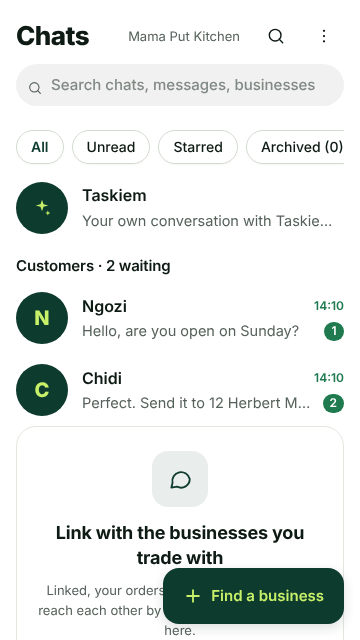 Chats
Mama Put Kitchen
Search chats, messages, businesses
All
Unread
Starred
Archived (0)
Taskiem
Your own conversation with Taskie...
Customers · 2 waiting
N
Ngozi
14:10
Hello, are you open on Sunday?
1
C
Chidi
14:10
Perfect. Send it to 12 Herbert M...
2
Link with the businesses you
trade with
Linked, your orders
reach each other by
here.
Find a business